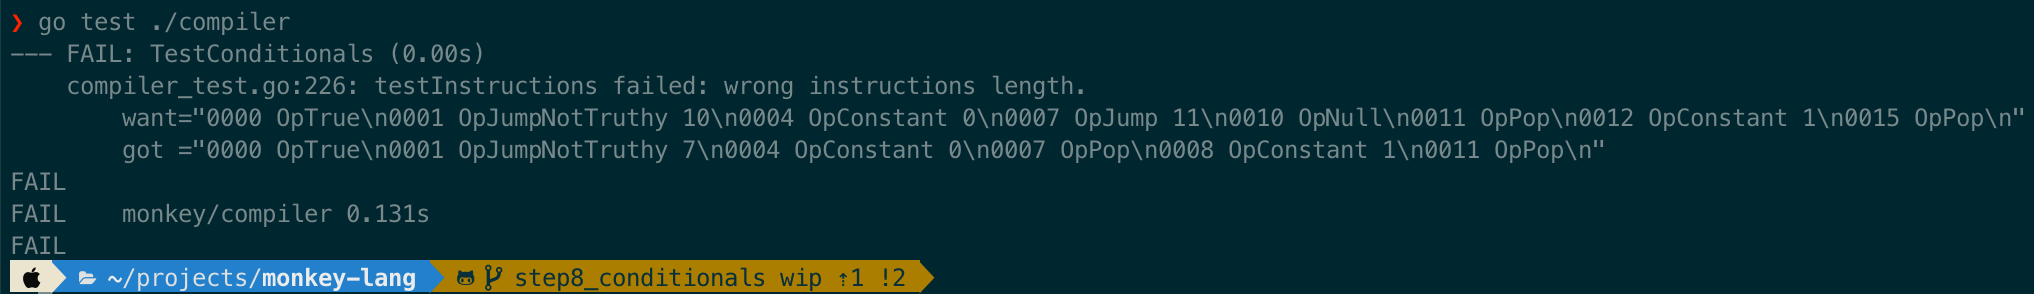 ❯ go test ./compiler
--- FAIL: TestConditionals (0.00s)
    compiler_test.go:226: testInstructions failed: wrong instructions length.
        want="0000 OpTrue\n0001 OpJumpNotTruthy 10\n0004 OpConstant 0\n0007 OpJump 11\n0010 OpNull\n0011 OpPop\n0012 OpConstant 1\n0015 OpPop\n"
        got ="0000 OpTrue\n0001 OpJumpNotTruthy 7\n0004 OpConstant 0\n0007 OpPop\n0008 OpConstant 1\n0011 OpPop\n"
FAIL
FAIL    monkey/compiler 0.131s
FAIL
~/projects/monkey-lang step8_conditionals wip ⇡1 !2